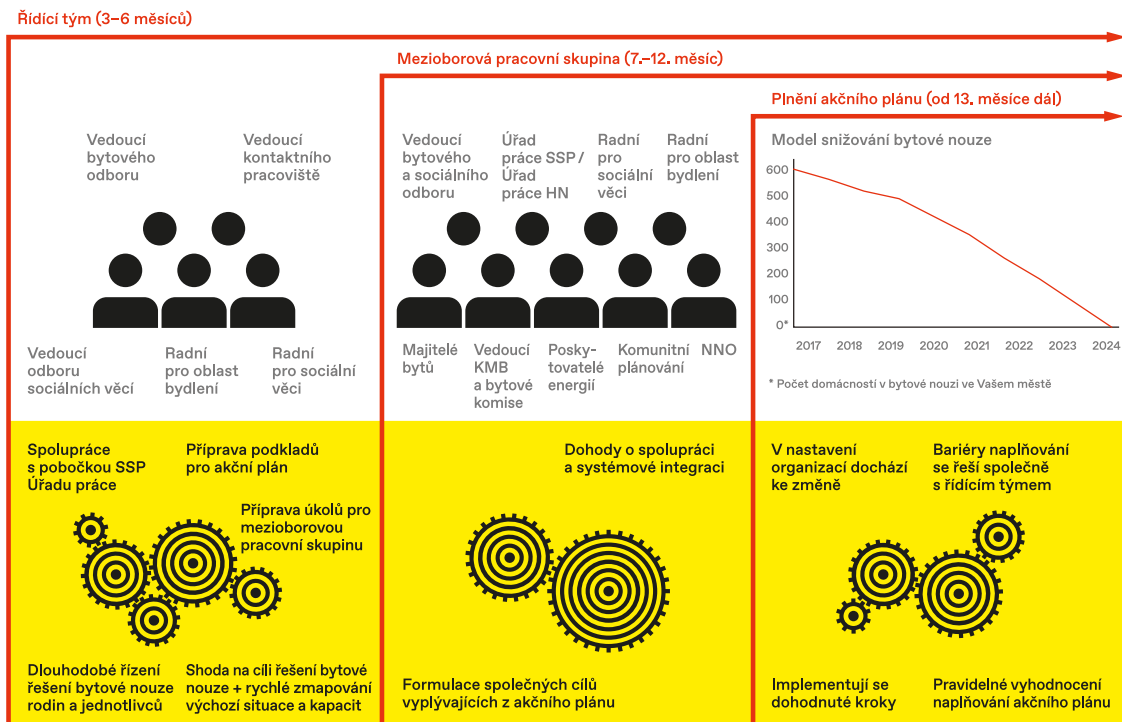 Řídící tým (3–6 měsíců)
Mezioborová pracovní skupina (7.–12. měsíc)
Plnění akčního plánu (od 13. měsíce dál)
Vedoucí
bytového
odboru
Vedoucí
kontaktního
pracoviště
Vedoucí
odboru
sociálních věcí
Radní
pro oblast
bydlení
Radní
pro sociální
věci
Vedoucí
bytového
a sociálního
odboru
Úřad
práce SSP /
Úřad
práce HN
Radní
pro
sociální
věci
Radní
pro oblast
bydlení
Majitelé
bytů
Vedoucí
KMB
a bytové
komise
Posky-
tovatelé
energií
Komunitní
plánování
NNO
Model snižování bytové nouze
600
500
400
300
200
100
0*
2017 2018 2019 2020 2021 2022 2023 2024
* Počet domácností v bytové nouzi ve Vašem městě
Spolupráce
s pobočkou SSP
Úřadu práce
Příprava podkladů
pro akční plán
Příprava úkolů pro
mezioborovou
pracovní skupinu
Dlouhodobé řízení
řešení bytové nouze
rodin a jednotlivců
Shoda na cíli řešení bytové
nouze + rychlé zmapování
výchozí situace a kapacit
Dohody o spolupráci
a systémové integraci
Formulace společných cílů
vyplývajících z akčního plánu
V nastavení
organizací dochází
ke změně
Bariéry naplňování
se řeší společně
s řídícím týmem
Implementují se
dohodnuté kroky
Pravidelné vyhodnocení
naplňování akčního plánu